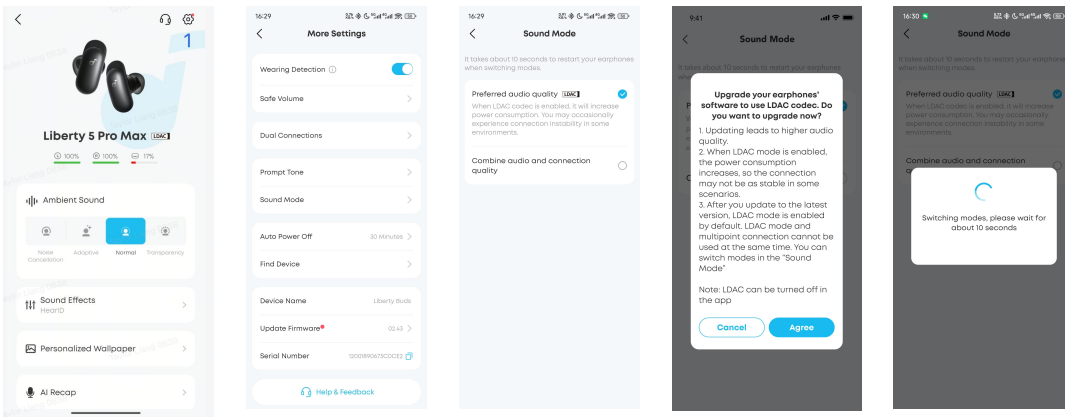 1
Liberty 5 Pro Max LDAC
100% 100% 17%
Ambient Sound
Noise
Cancellation
Adaptive
Normal
Transparency
Sound Effects
HearID
Personalized Wallpaper
AI Recap
16:29
More Settings
Wearing Detection
Safe Volume
Dual Connections
Prompt Tone
Sound Mode
Auto Power Off 30 Minutes
Find Device
Device Name Liberty Buds
Update Firmware 02.43
Serial Number 12001890673CDCE2
Help & Feedback
16:29
Sound Mode
It takes about 10 seconds to restart your earphones
when switching modes.
Preferred audio quality LDAC
When LDAC codec is enabled, it will increase
power consumption. You may occasionally
experience connection instability in some
environments.
Combine audio and connection
quality
9:41
Sound Mode
It takes about 10 seconds to restart your earphones
Upgrade your earphones'
software to use LDAC codec. Do
you want to upgrade now?
1. Updating leads to higher audio
quality.
2. When LDAC mode is enabled,
the power consumption
increases, so the connection
may not be as stable in some
scenarios.
3. After you update to the latest
version, LDAC mode is enabled
by default. LDAC mode and
multipoint connection cannot be
used at the same time. You can
switch modes in the "Sound
Mode"
Note: LDAC can be turned off in
the app
Cancel Agree
16:30
Sound Mode
It takes about 10 seconds to restart your earphones
when switching modes.
Preferred audio quality LDAC
When LDAC codec is enabled, it will increase
power consumption. You may occasionally
experience connection instability in some
environments.
Combine audio and connection
Switching modes, please wait for
about 10 seconds